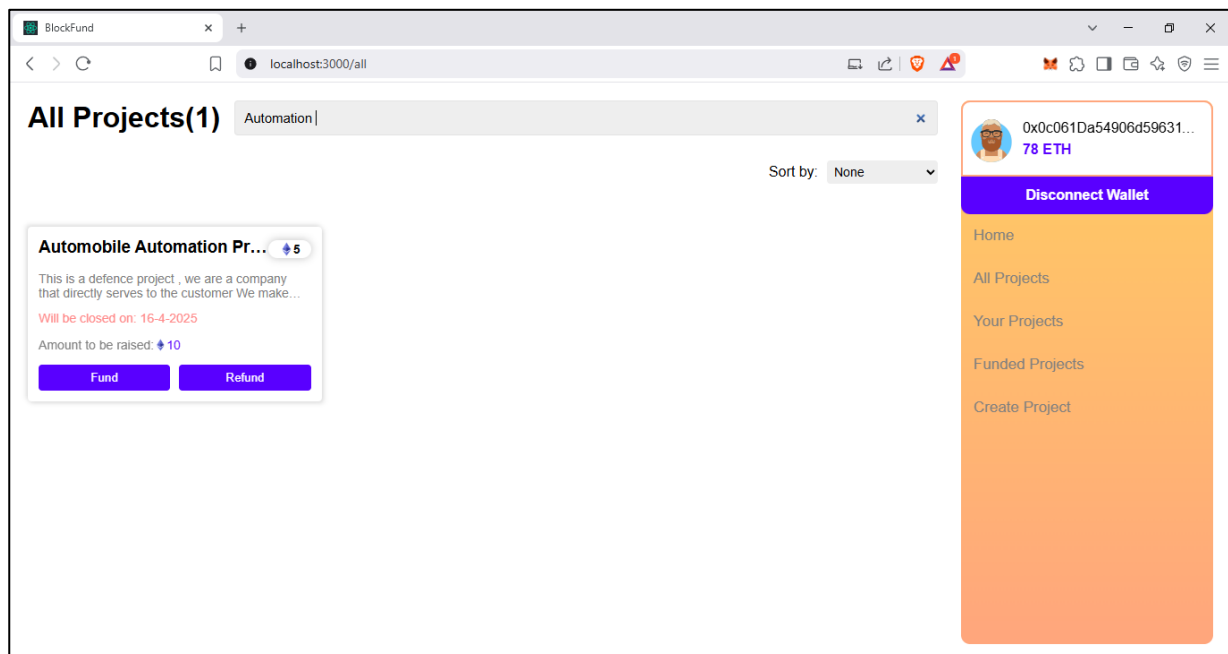 BlockFund
localhost:3000/all
All Projects(1)
Automation
Sort by: None
Automobile Automation Pr... 5
This is a defence project , we are a company
that directly serves to the customer We make...
Will be closed on: 16-4-2025
Amount to be raised: 10
Fund Refund
0x0c061Da54906d59631...
78 ETH
Disconnect Wallet
Home
All Projects
Your Projects
Funded Projects
Create Project